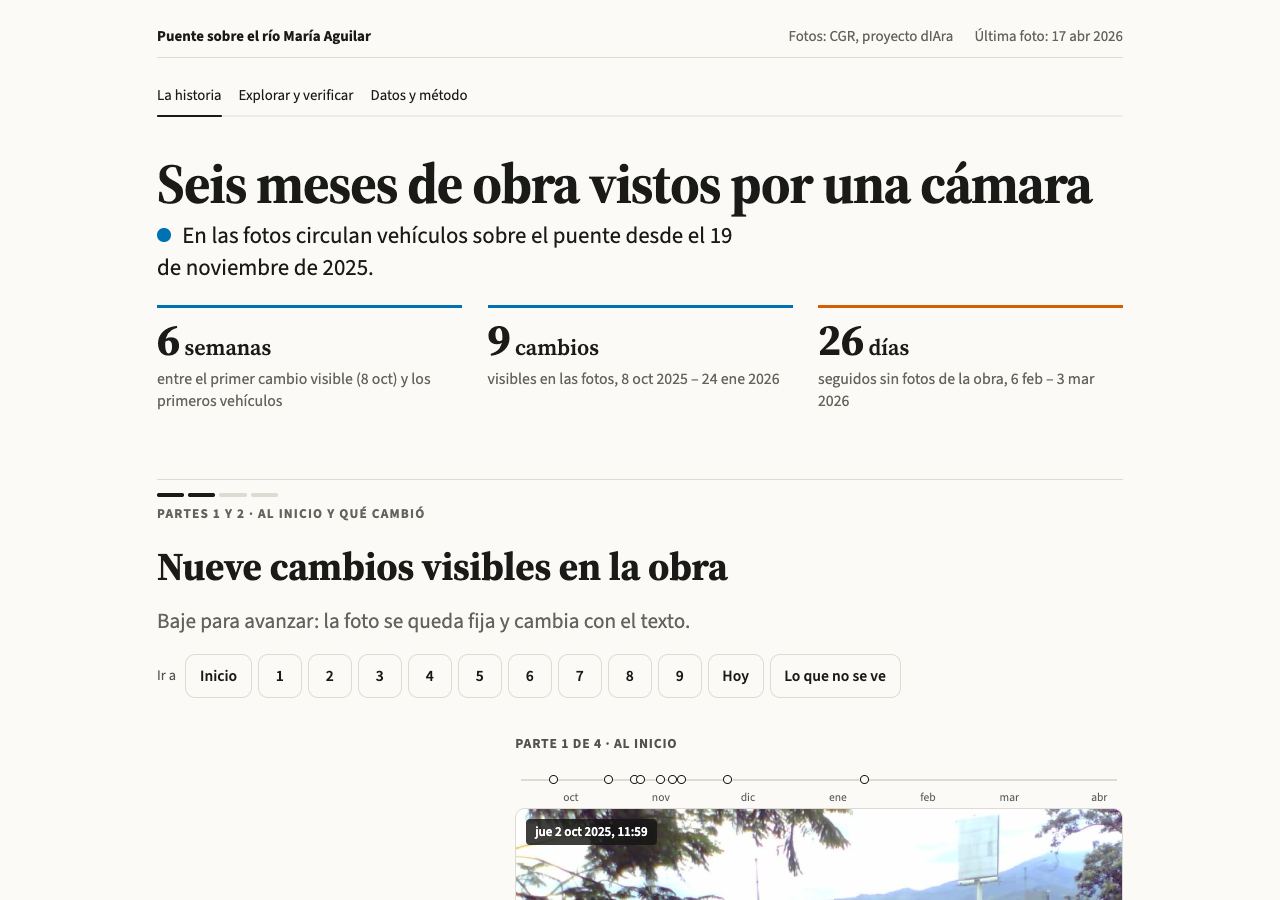 Puente sobre el río María Aguilar
Fotos: CGR, proyecto dIAra
Última foto: 17 abr 2026
La historia
Explorar y verificar
Datos y método
Seis meses de obra vistos por una cámara
En las fotos circulan vehículos sobre el puente desde el 19
de noviembre de 2025.
6 semanas
entre el primer cambio visible (8 oct) y los
primeros vehículos
9 cambios
visibles en las fotos, 8 oct 2025 – 24 ene 2026
26 días
seguidos sin fotos de la obra, 6 feb – 3 mar
2026
PARTES 1 Y 2 · AL INICIO Y QUÉ CAMBIÓ
Nueve cambios visibles en la obra
Baje para avanzar: la foto se queda fija y cambia con el texto.
Ir a
Inicio
1
2
3
4
5
6
7
8
9
Hoy
Lo que no se ve
PARTE 1 DE 4 · AL INICIO
oct
nov
dic
ene
feb
mar
abr
jue 2 oct 2025, 11:59